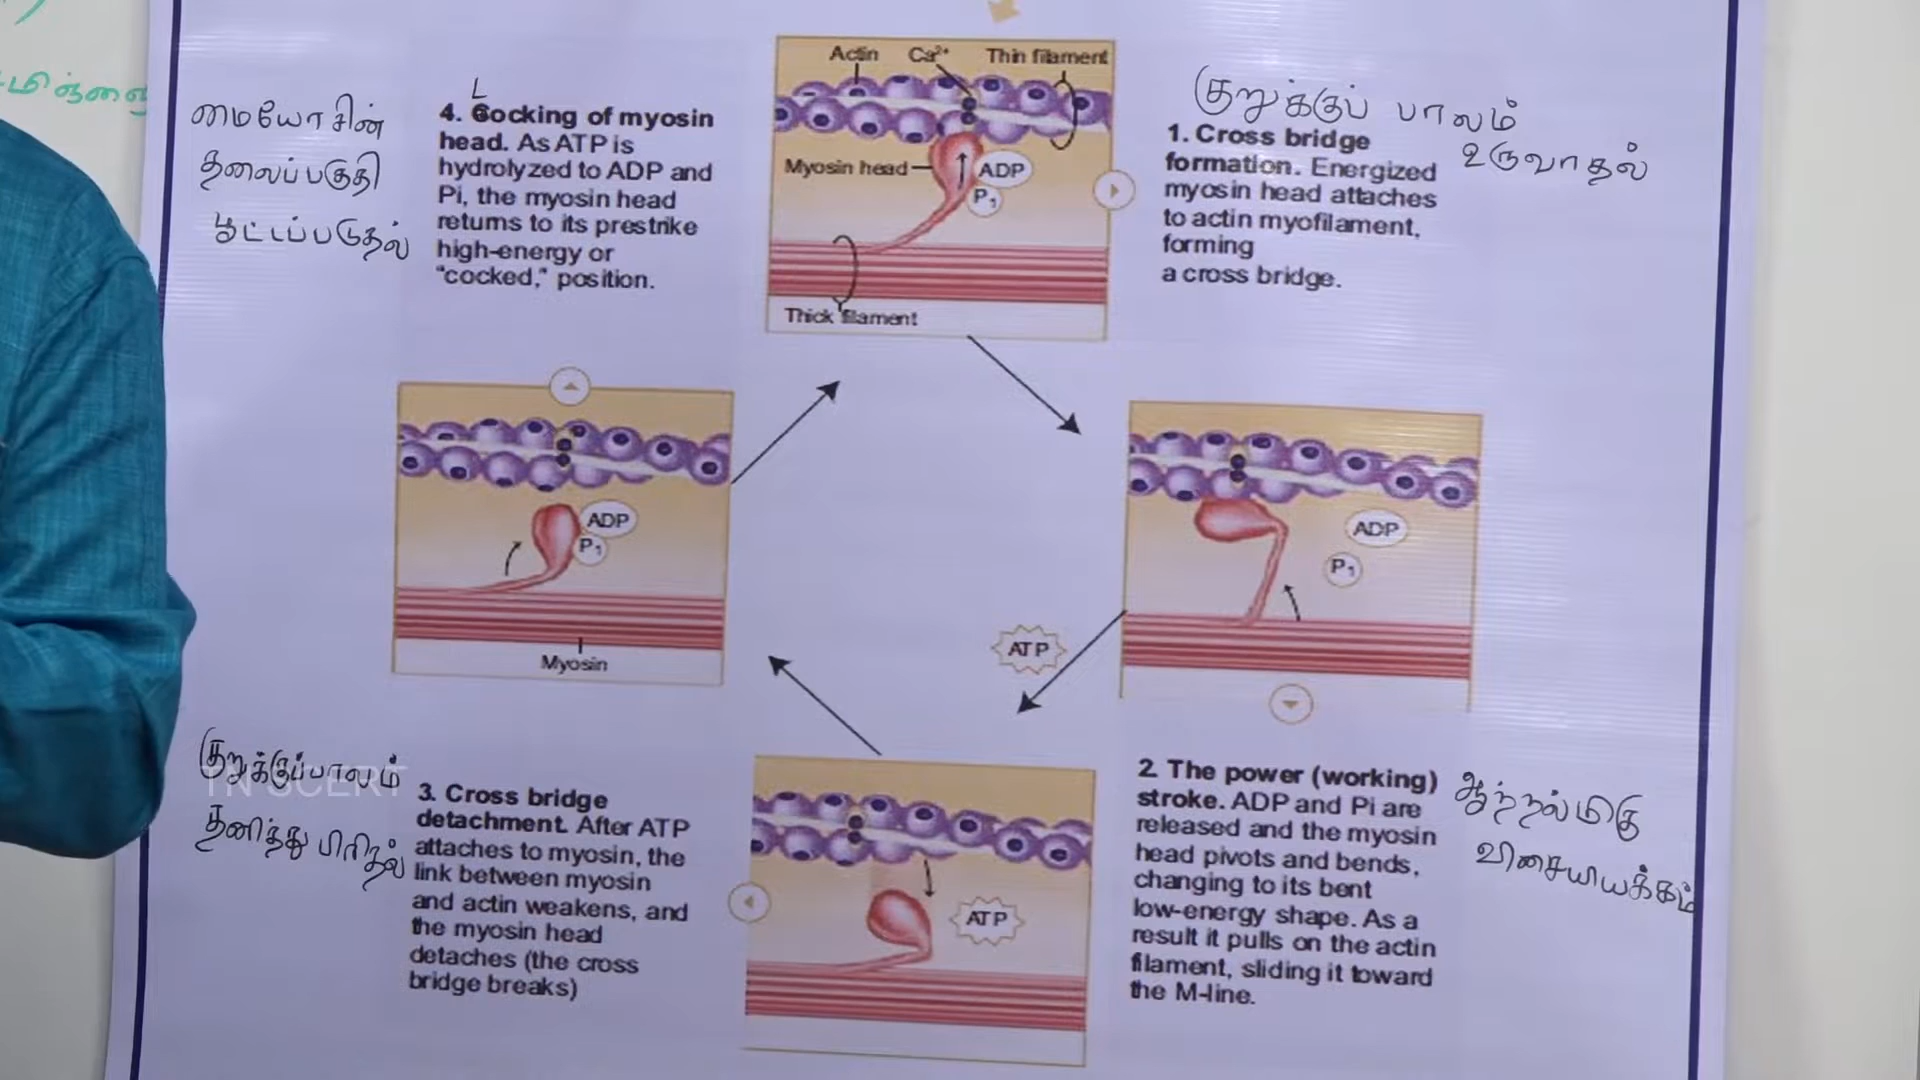 Actin Ca²⁺ Thin filament
Myosin head
ADP
P₁
Thick filament
குறுக்குப் பாலம்
உருவாதல்
1. Cross bridge
formation. Energized
myosin head attaches
to actin myofilament,
forming
a cross bridge.
ADP
P₁
ATP
2. The power (working)
stroke. ADP and Pi are
released and the myosin
head pivots and bends,
changing to its bent
low-energy shape. As a
result it pulls on the actin
filament, sliding it toward
the M-line.
ஆற்றல்மிகு
விசையியக்கம்
ATP
குறுக்குப்பாலம்
தனித்து பிரிதல்
TN SCERT
3. Cross bridge
detachment. After ATP
attaches to myosin, the
link between myosin
and actin weakens, and
the myosin head
detaches (the cross
bridge breaks)
ADP
P₁
Myosin
மையோசின்
தலைப்பகுதி
பூட்டப்படுதல்
L
4. Cocking of myosin
head. As ATP is
hydrolyzed to ADP and
Pi, the myosin head
returns to its prestrike
high-energy or
"cocked," position.